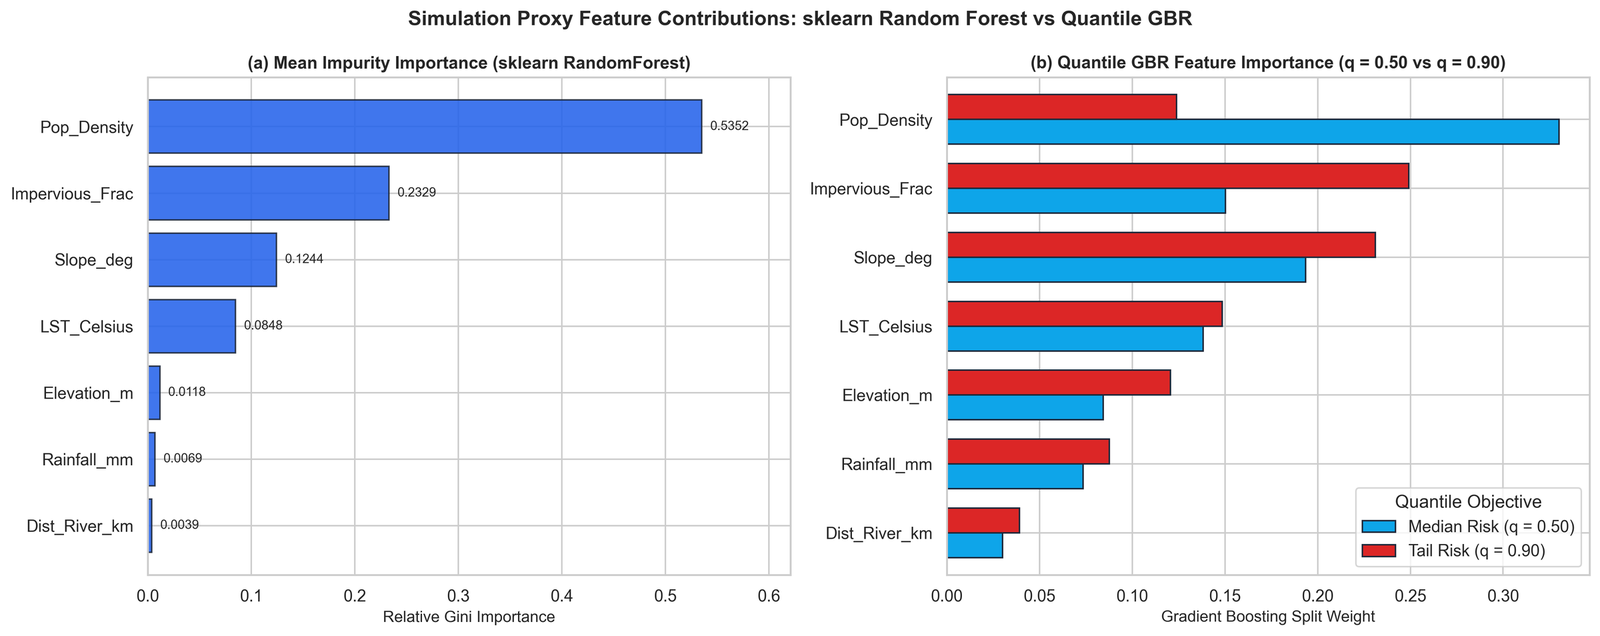 Simulation Proxy Feature Contributions: sklearn Random Forest vs Quantile GBR
(a) Mean Impurity Importance (sklearn RandomForest)
Pop_Density
0.5352
Impervious_Frac
0.2329
Slope_deg
0.1244
LST_Celsius
0.0848
Elevation_m
0.0118
Rainfall_mm
0.0069
Dist_River_km
0.0039
0.0 0.1 0.2 0.3 0.4 0.5 0.6
Relative Gini Importance
(b) Quantile GBR Feature Importance (q = 0.50 vs q = 0.90)
Pop_Density
Impervious_Frac
Slope_deg
LST_Celsius
Elevation_m
Rainfall_mm
Dist_River_km
Quantile Objective
Median Risk (q = 0.50)
Tail Risk (q = 0.90)
0.00 0.05 0.10 0.15 0.20 0.25 0.30
Gradient Boosting Split Weight